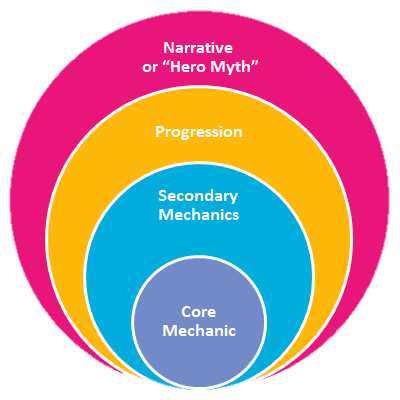 Narrative
or “Hero Myth”
Progression
Secondary
Mechanics
Core
Mechanic